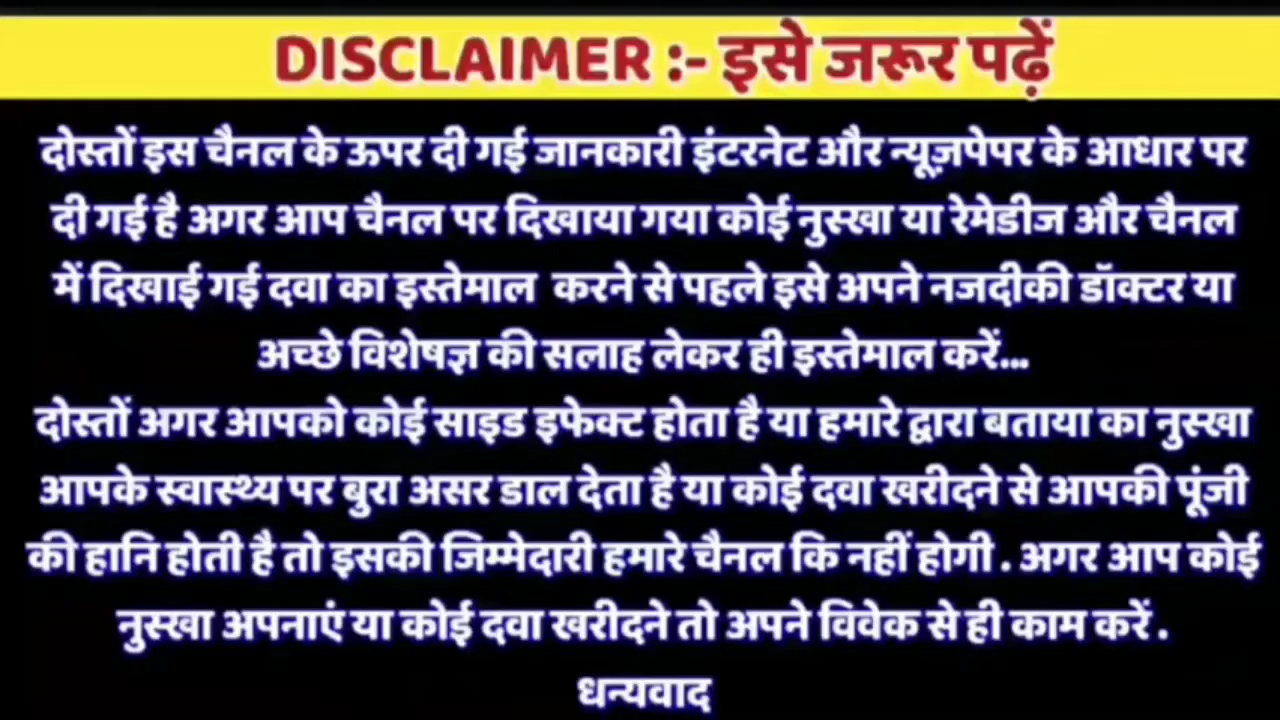 DISCLAIMER :- इसे जरूर पढ़ें
दोस्तों इस चैनल के ऊपर दी गई जानकारी इंटरनेट और न्यूज़पेपर के आधार पर
दी गई है अगर आप चैनल पर दिखाया गया कोई नुस्खा या रेमेडीज और चैनल
में दिखाई गई दवा का इस्तेमाल करने से पहले इसे अपने नजदीकी डॉक्टर या
अच्छे विशेषज्ञ की सलाह लेकर ही इस्तेमाल करें...
दोस्तों अगर आपको कोई साइड इफेक्ट होता है या हमारे द्वारा बताया का नुस्खा
आपके स्वास्थ्य पर बुरा असर डाल देता है या कोई दवा खरीदने से आपकी पूंजी
की हानि होती है तो इसकी जिम्मेदारी हमारे चैनल कि नहीं होगी . अगर आप कोई
नुस्खा अपनाएं या कोई दवा खरीदने तो अपने विवेक से ही काम करें .
धन्यवाद